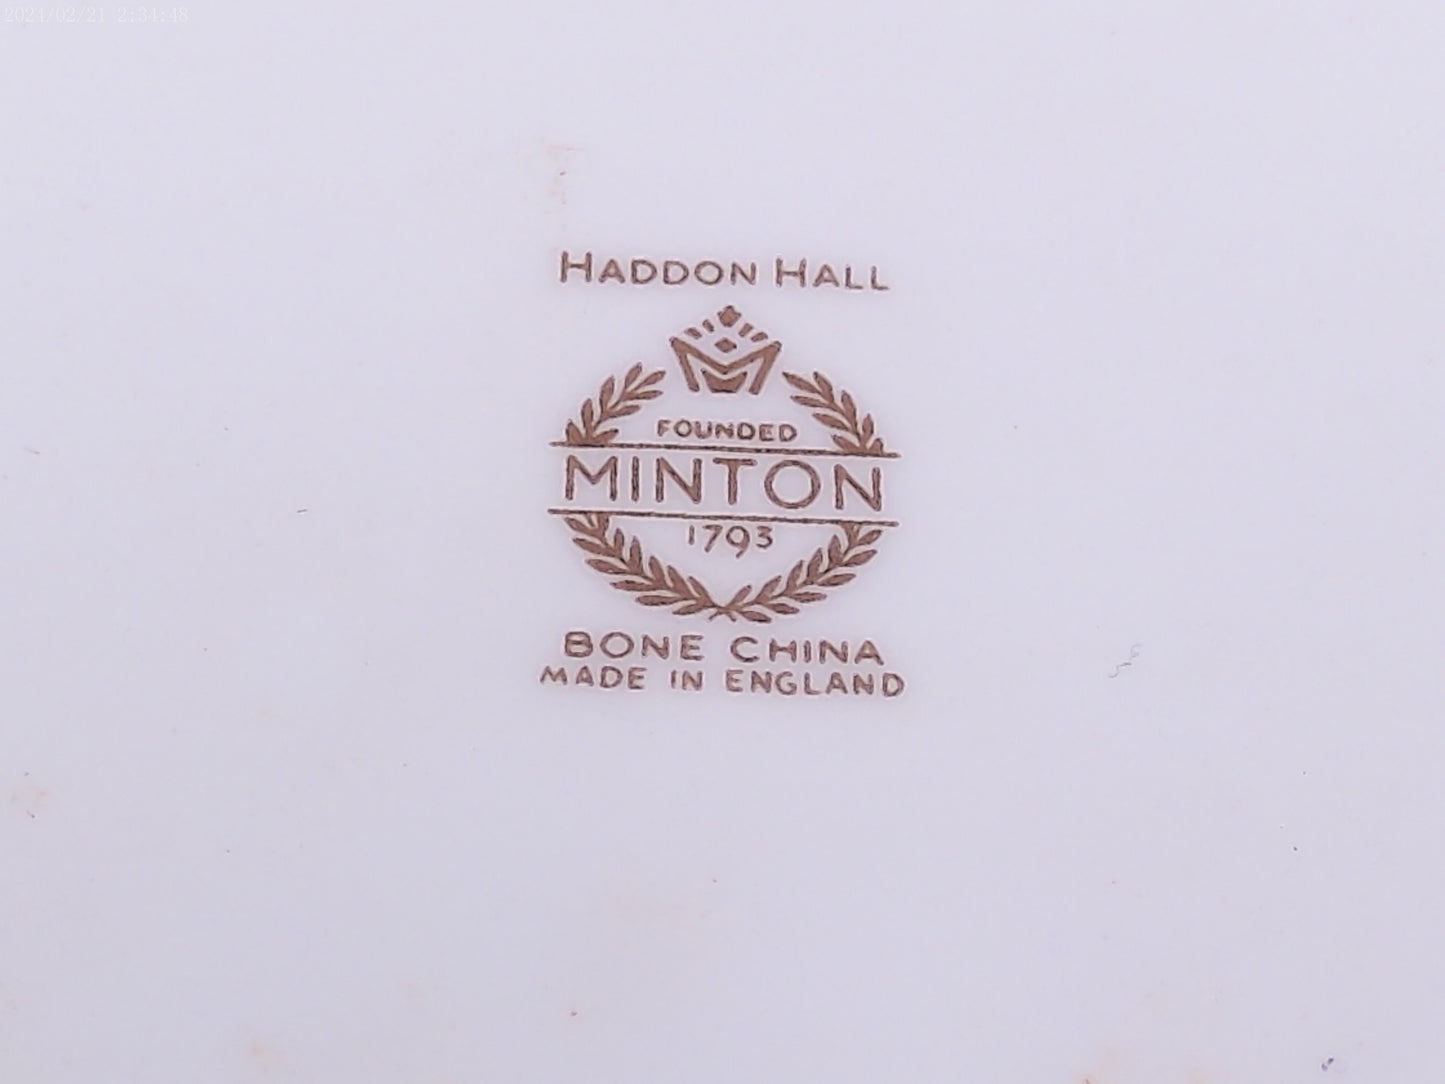 2024/02/21 2:34:48
HADDON HALL
FOUNDED
MINTON
1793
BONE CHINA
MADE IN ENGLAND